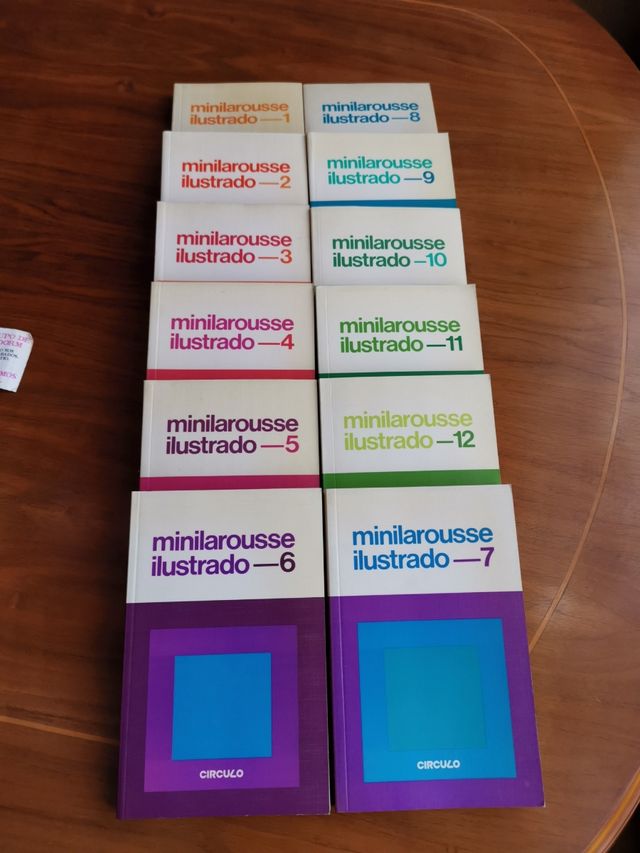 minilarousse
ilustrado—1
minilarousse
ilustrado—2
minilarousse
ilustrado—3
minilarousse
ilustrado—4
minilarousse
ilustrado—5
minilarousse
ilustrado—6
CIRCULO
minilarousse
ilustrado—8
minilarousse
ilustrado—9
minilarousse
ilustrado—10
minilarousse
ilustrado—11
minilarousse
ilustrado—12
minilarousse
ilustrado—7
CIRCULO